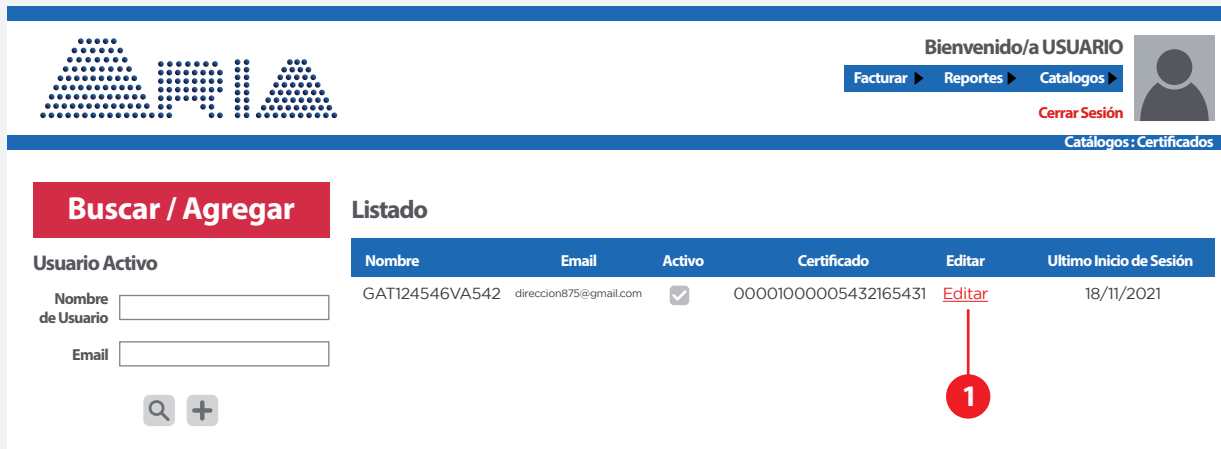 ARIA
Bienvenido/a USUARIO
Facturar Reportes Catalogos
Cerrar Sesión
Catálogos : Certificados
Buscar / Agregar
Usuario Activo
Nombre
de Usuario
Email
Listado
Nombre Email Activo Certificado Editar Ultimo Inicio de Sesión
GAT124546VA542 direccion875@gmail.com 00001000005432165431 Editar 18/11/2021
1